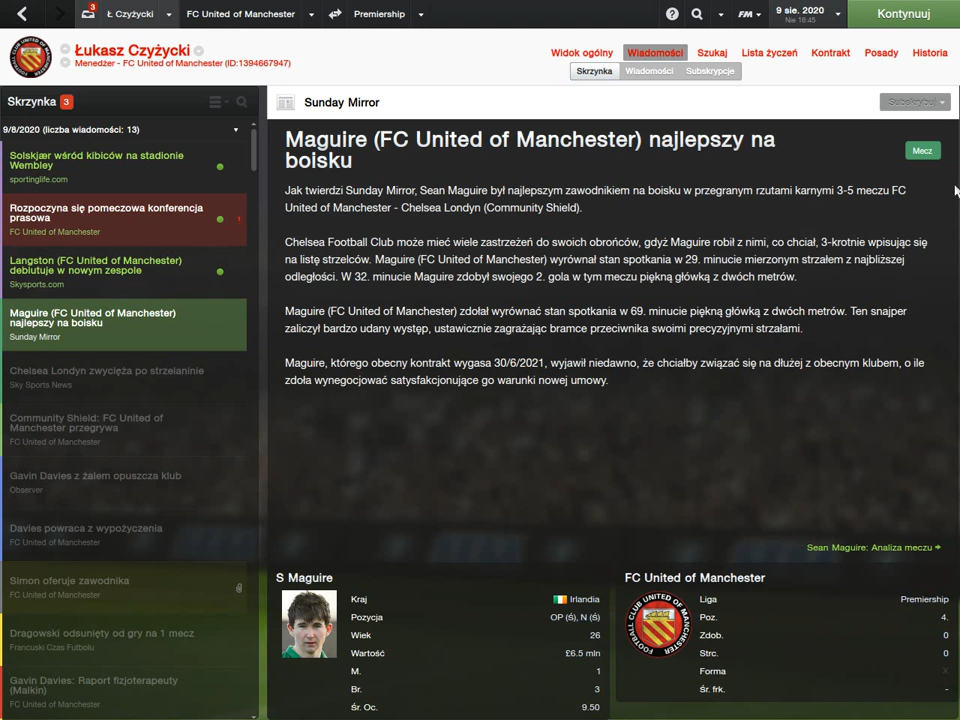 3
Ł Czyżycki
FC United of Manchester
Premiership
FM
9 sie. 2020
Nie 16:45
Kontynuuj
Łukasz Czyżycki
Menedżer - FC United of Manchester (ID:1394667947)
Widok ogólny
Wiadomości
Szukaj
Lista życzeń
Kontrakt
Posady
Historia
Skrzynka
Wiadomości
Subskrypcje
Skrzynka 3
9/8/2020 (liczba wiadomości: 13)
Solskjær wśród kibiców na stadionie
Wembley
sportinglife.com
Rozpoczyna się pomeczowa konferencja
prasowa
FC United of Manchester
Langston (FC United of Manchester)
debiutuje w nowym zespole
Skysports.com
Maguire (FC United of Manchester)
najlepszy na boisku
Sunday Mirror
Chelsea Londyn zwycięża po strzelaninie
Sky Sports News
Community Shield: FC United of
Manchester przegrywa
FC United of Manchester
Gavin Davies z żalem opuszcza klub
Observer
Davies powraca z wypożyczenia
FC United of Manchester
Simon oferuje zawodnika
FC United of Manchester
Dragowski odsunięty od gry na 1 mecz
Francuski Czas Futbolu
Gavin Davies: Raport fizjoterapeuty
(Malkin)
FC United of Manchester
Sunday Mirror
Subskrybuj
Maguire (FC United of Manchester) najlepszy na
boisku
Mecz
Jak twierdzi Sunday Mirror, Sean Maguire był najlepszym zawodnikiem na boisku w przegranym rzutami karnymi 3-5 meczu FC
United of Manchester - Chelsea Londyn (Community Shield).
Chelsea Football Club może mieć wiele zastrzeżeń do swoich obrońców, gdyż Maguire robił z nimi, co chciał, 3-krotnie wpisując się
na listę strzelców. Maguire (FC United of Manchester) wyrównał stan spotkania w 29. minucie mierzonym strzałem z najbliższej
odległości. W 32. minucie Maguire zdobył swojego 2. gola w tym meczu piękną główką z dwóch metrów.
Maguire (FC United of Manchester) zdołał wyrównać stan spotkania w 69. minucie piękną główką z dwóch metrów. Ten snajper
zaliczył bardzo udany występ, ustawicznie zagrażając bramce przeciwnika swoimi precyzyjnymi strzałami.
Maguire, którego obecny kontrakt wygasa 30/6/2021, wyjawił niedawno, że chciałby związać się na dłużej z obecnym klubem, o ile
zdoła wynegocjować satysfakcjonujące go warunki nowej umowy.
Sean Maguire: Analiza meczu
S Maguire
Kraj Irlandia
Pozycja OP (Ś), N (Ś)
Wiek 26
Wartość £6.5 mln
M. 1
Br. 3
Śr. Oc. 9.50
FC United of Manchester
FOOTBALL CLUB UNITED OF MANCHESTER
Liga Premiership
Poz. 4.
Zdob. 0
Strc. 0
Forma X
Śr. frk. -